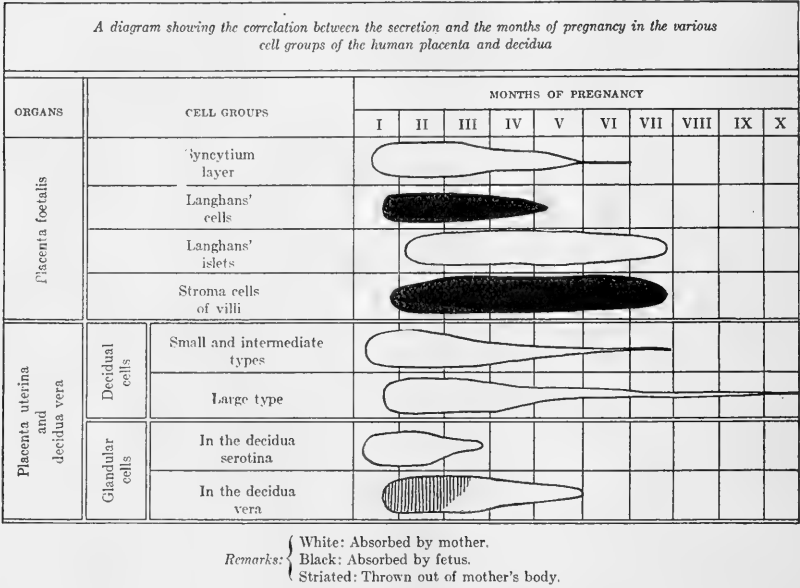 A diagram showing the correlation between the secretion and the months of pregnancy in the various
cell groups of the human placenta and decidua
ORGANS
CELL GROUPS
MONTHS OF PREGNANCY
I II III IV V VI VII VIII IX X
Placenta foetalis
Syncytium
layer
Langhans'
cells
Langhans'
islets
Stroma cells
of villi
Placenta uterina
and
decidua vera
Decidual
cells
Small and intermediate
types
Large type
Glandular
cells
In the decidua
serotina
In the decidua
vera
Remarks:
White: Absorbed by mother.
Black: Absorbed by fetus.
Striated: Thrown out of mother's body.